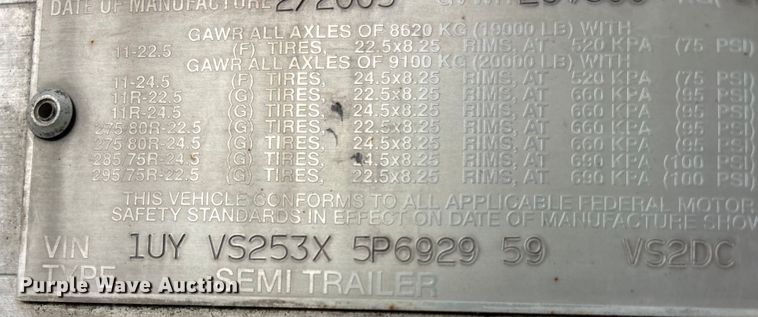 DATE OF MANUFACTURE 2/2005
GAWR ALL AXLES OF 8620 KG (19000 LB) WITH
11-22.5 (F) TIRES, 22.5x8.25 RIMS, AT 520 KPA (75 PSI)
GAWR ALL AXLES OF 9100 KG (20000 LB) WITH
11-24.5 (F) TIRES, 24.5x8.25 RIMS, AT 520 KPA (75 PSI)
11R-22.5 (G) TIRES, 22.5x8.25 RIMS, AT 660 KPA (95 PSI)
11R-24.5 (G) TIRES, 24.5x8.25 RIMS, AT 660 KPA (95 PSI)
275/80R-22.5 (G) TIRES, 22.5x8.25 RIMS, AT 660 KPA (95 PSI)
275/80R-24.5 (G) TIRES, 24.5x8.25 RIMS, AT 660 KPA (95 PSI)
285/75R-24.5 (G) TIRES, 24.5x8.25 RIMS, AT 690 KPA (100 PSI)
295/75R-22.5 (G) TIRES, 22.5x8.25 RIMS, AT 690 KPA (100 PSI)
THIS VEHICLE CONFORMS TO ALL APPLICABLE FEDERAL MOTOR
SAFETY STANDARDS IN EFFECT ON DATE OF MANUFACTURE SHOW
VIN 1UY VS253X 5P6929 59 VS2DC
TYPE SEMI TRAILER
Purple Wave Auction